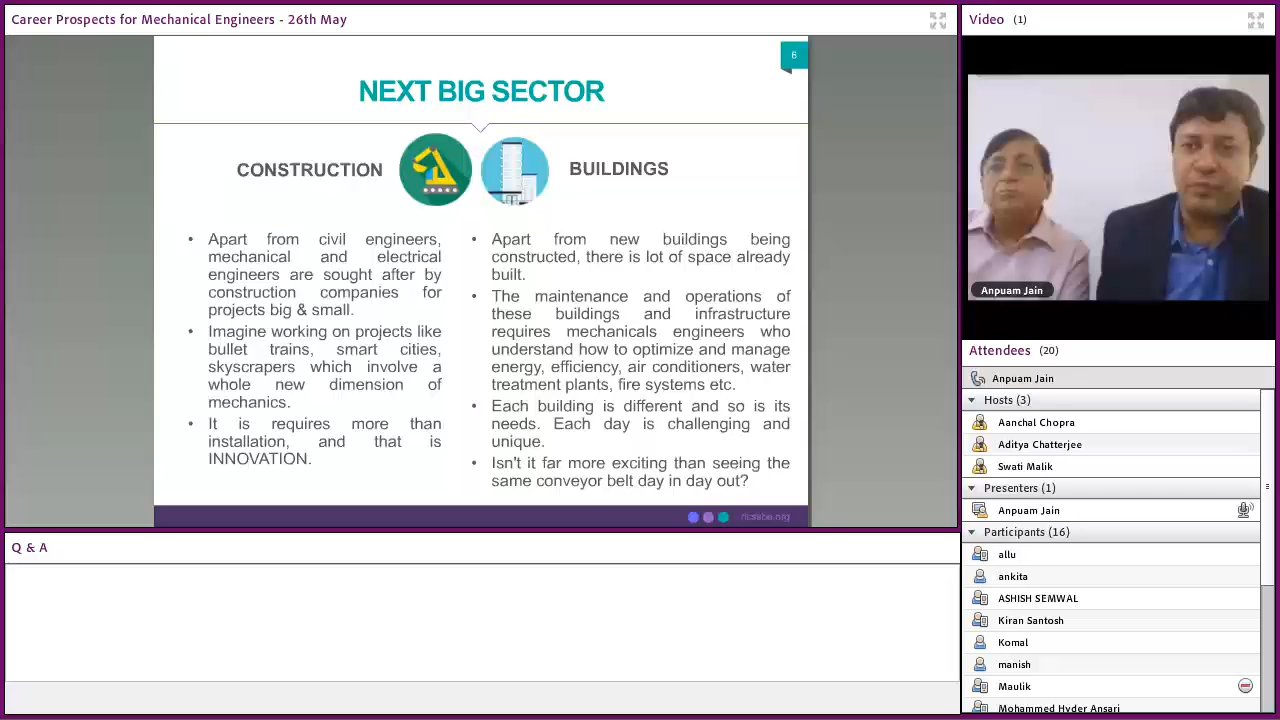 Career Prospects for Mechanical Engineers - 26th May
6
NEXT BIG SECTOR
CONSTRUCTION
BUILDINGS
• Apart from civil engineers,
mechanical and electrical
engineers are sought after by
construction companies for
projects big & small.
• Imagine working on projects like
bullet trains, smart cities,
skyscrapers which involve a
whole new dimension of
mechanics.
• It is requires more than
installation, and that is
INNOVATION.
• Apart from new buildings being
constructed, there is lot of space already
built.
• The maintenance and operations of
these buildings and infrastructure
requires mechanicals engineers who
understand how to optimize and manage
energy, efficiency, air conditioners, water
treatment plants, fire systems etc.
• Each building is different and so is its
needs. Each day is challenging and
unique.
• Isn't it far more exciting than seeing the
same conveyor belt day in day out?
ricssbe.org
Q & A
Video (1)
Anpuam Jain
Attendees (20)
Anpuam Jain
Hosts (3)
Aanchal Chopra
Aditya Chatterjee
Swati Malik
Presenters (1)
Anpuam Jain
Participants (16)
allu
ankita
ASHISH SEMWAL
Kiran Santosh
Komal
manish
Maulik
Mohammed Hyder Ansari